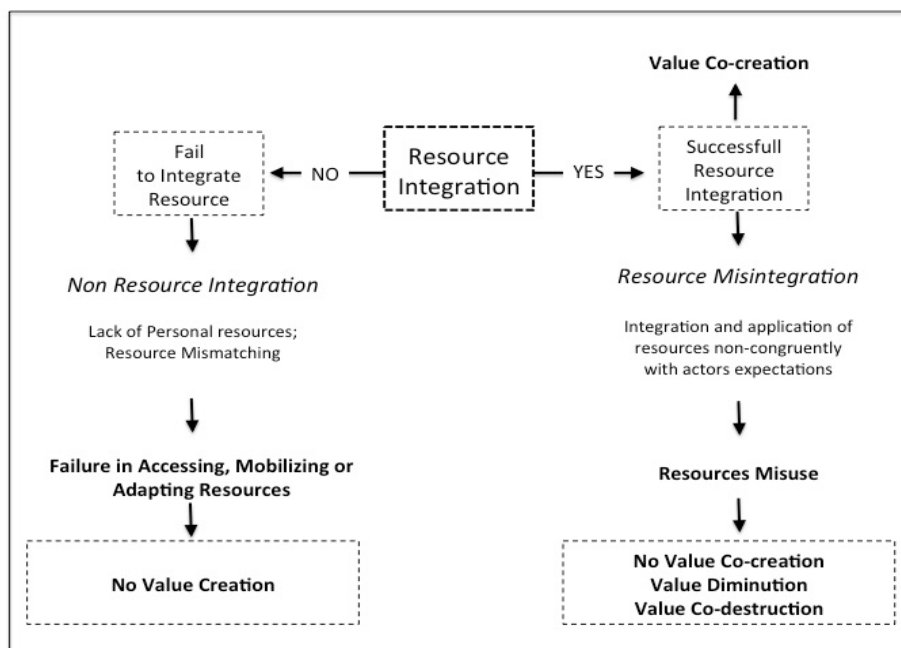 Value Co-creation
Fail
to Integrate
Resource
NO
Resource
Integration
YES
Successfull
Resource
Integration
Non Resource Integration
Lack of Personal resources;
Resource Mismatching
Resource Misintegration
Integration and application of
resources non-congruently
with actors expectations
Failure in Accessing, Mobilizing or
Adapting Resources
Resources Misuse
No Value Creation
No Value Co-creation
Value Diminution
Value Co-destruction